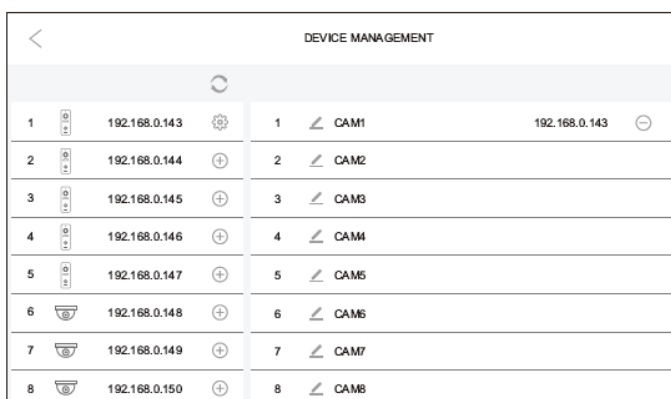 DEVICE MANAGEMENT
1 192.168.0.143 1 CAM1 192.168.0.143
2 192.168.0.144 2 CAM2
3 192.168.0.145 3 CAM3
4 192.168.0.146 4 CAM4
5 192.168.0.147 5 CAM5
6 192.168.0.148 6 CAM6
7 192.168.0.149 7 CAM7
8 192.168.0.150 8 CAM8